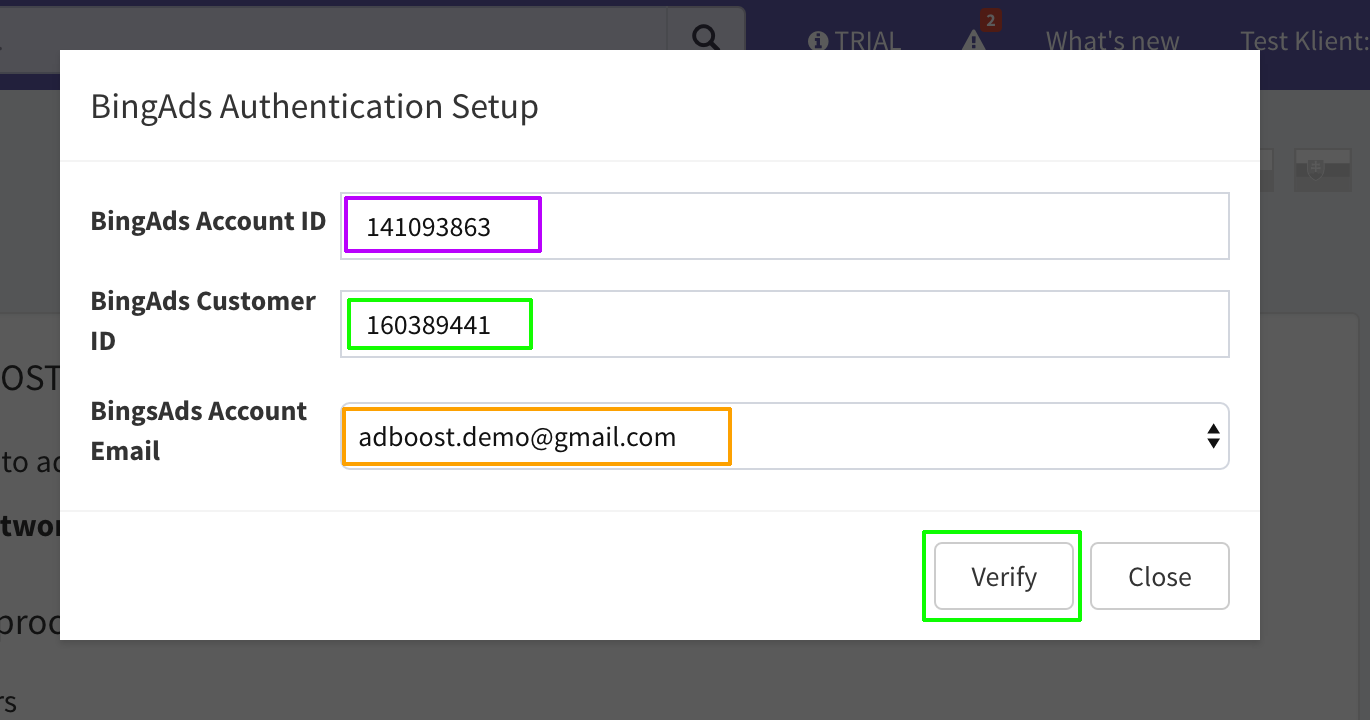 TRIAL 2 What's new Test Klient:
BingAds Authentication Setup
BingAds Account ID 141093863
BingAds Customer
ID
160389441
OST
BingsAds Account
Email
adboost.demo@gmail.com
to ad
twor
Verify Close
proc
rs